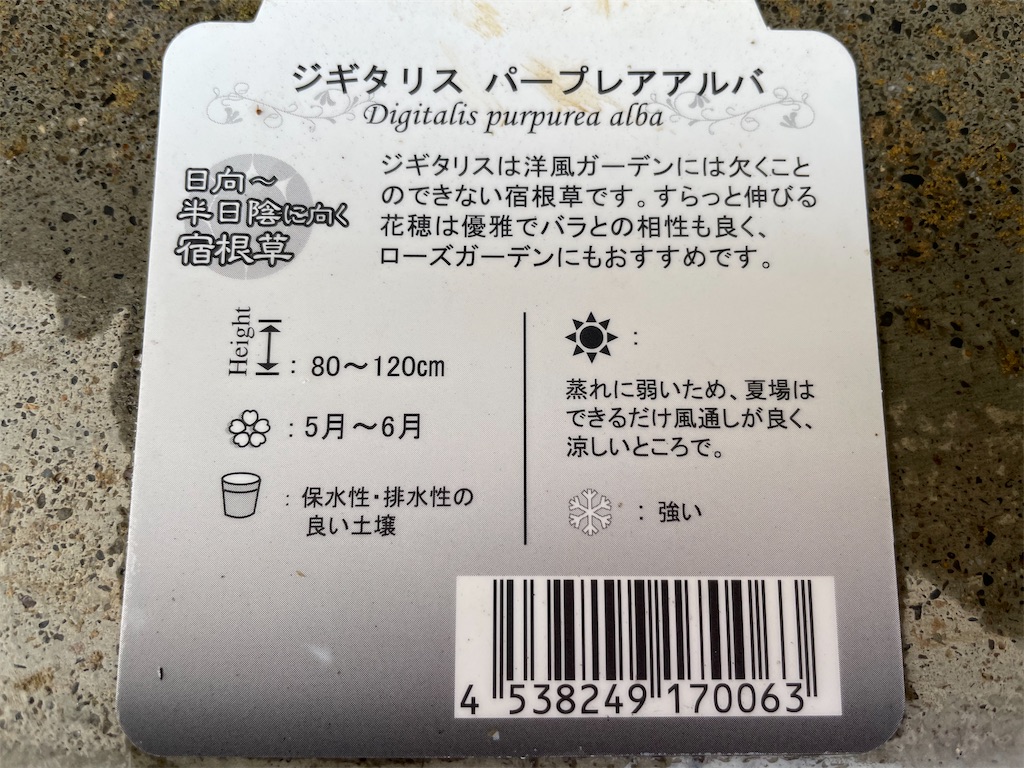 ジギタリス パープレアアルバ
Digitalis purpurea alba
日向～
半日陰に向く
宿根草
ジギタリスは洋風ガーデンには欠くこと
のできない宿根草です。すらっと伸びる
花穂は優雅でバラとの相性も良く、
ローズガーデンにもおすすめです。
Height
: 80～120cm
: 5月～6月
: 保水性・排水性の
良い土壌
:
蒸れに弱いため、夏場は
できるだけ風通しが良く、
涼しいところで。
: 強い
4 538249 170063